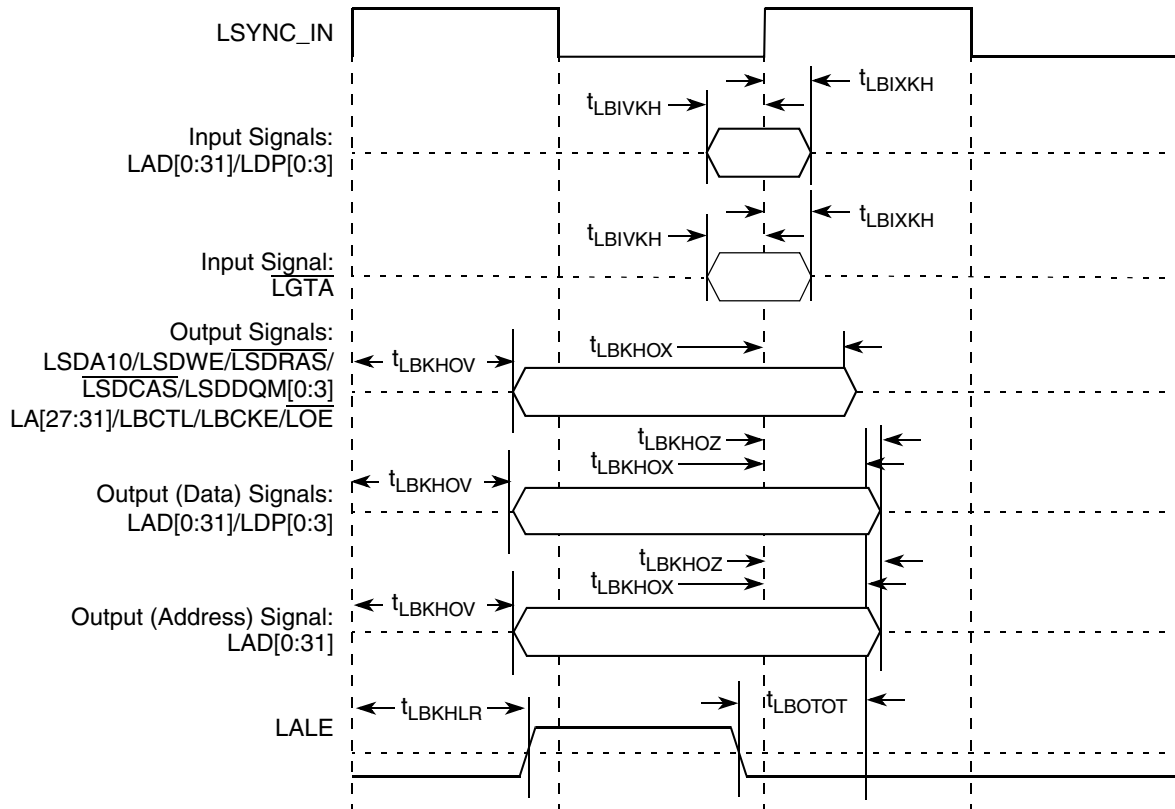 LSYNC_IN
tLBIXKH
tLBIVKH
Input Signals:
LAD[0:31]/LDP[0:3]
tLBIXKH
tLBIVKH
Input Signal:
LGTA
Output Signals:
LSDA10/LSDWE/LSDRAS/
LSDCAS/LSDDQM[0:3]
LA[27:31]/LBCTL/LBCKE/LOE
tLBKHOV
tLBKHOX
tLBKHOZ
tLBKHOX
tLBKHOV
Output (Data) Signals:
LAD[0:31]/LDP[0:3]
tLBKHOZ
tLBKHOX
tLBKHOV
Output (Address) Signal:
LAD[0:31]
tLBKHLR
tLBOTOT
LALE